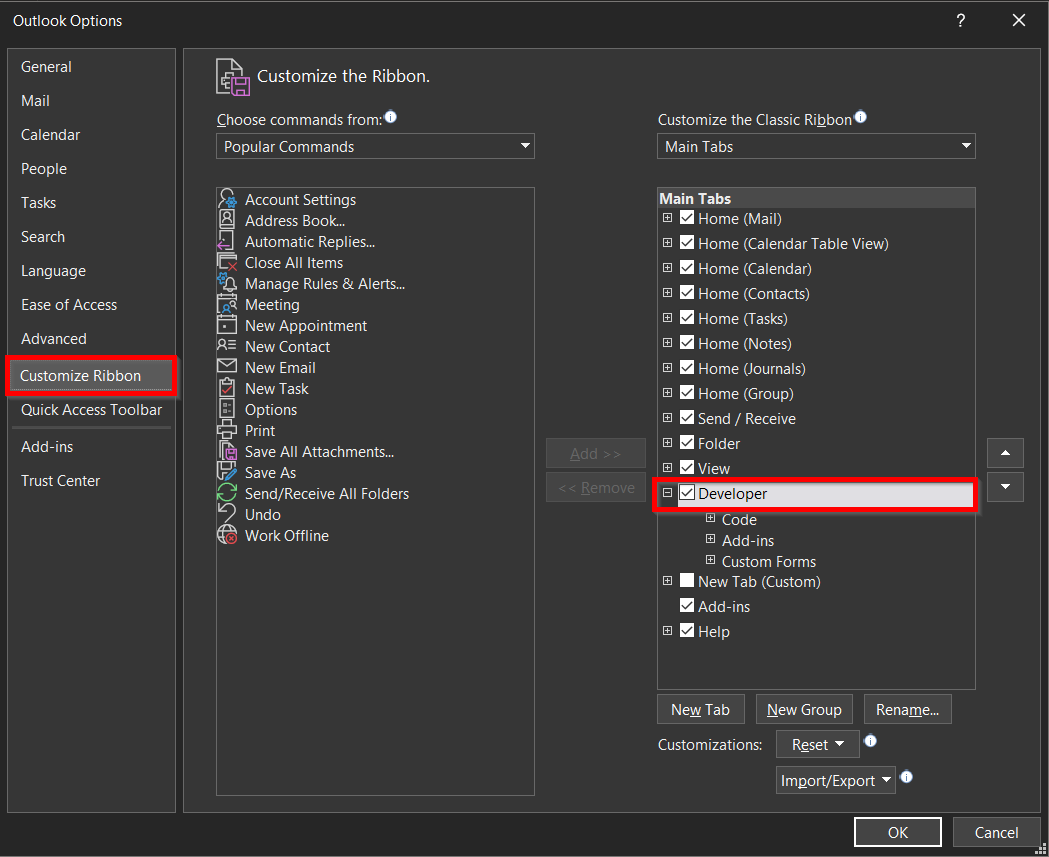 Outlook Options
?
General
Mail
Calendar
People
Tasks
Search
Language
Ease of Access
Advanced
Customize Ribbon
Quick Access Toolbar
Add-ins
Trust Center
Customize the Ribbon.
Choose commands from:
Popular Commands
Account Settings
Address Book...
Automatic Replies...
Close All Items
Manage Rules & Alerts...
Meeting
New Appointment
New Contact
New Email
New Task
Options
Print
Save All Attachments...
Save As
Send/Receive All Folders
Undo
Work Offline
Add >>
<< Remove
Customize the Classic Ribbon
Main Tabs
Main Tabs
Home (Mail)
Home (Calendar Table View)
Home (Calendar)
Home (Contacts)
Home (Tasks)
Home (Notes)
Home (Journals)
Home (Group)
Send / Receive
Folder
View
Developer
Code
Add-ins
Custom Forms
New Tab (Custom)
Add-ins
Help
New Tab
New Group
Rename...
Customizations:
Reset
Import/Export
OK
Cancel